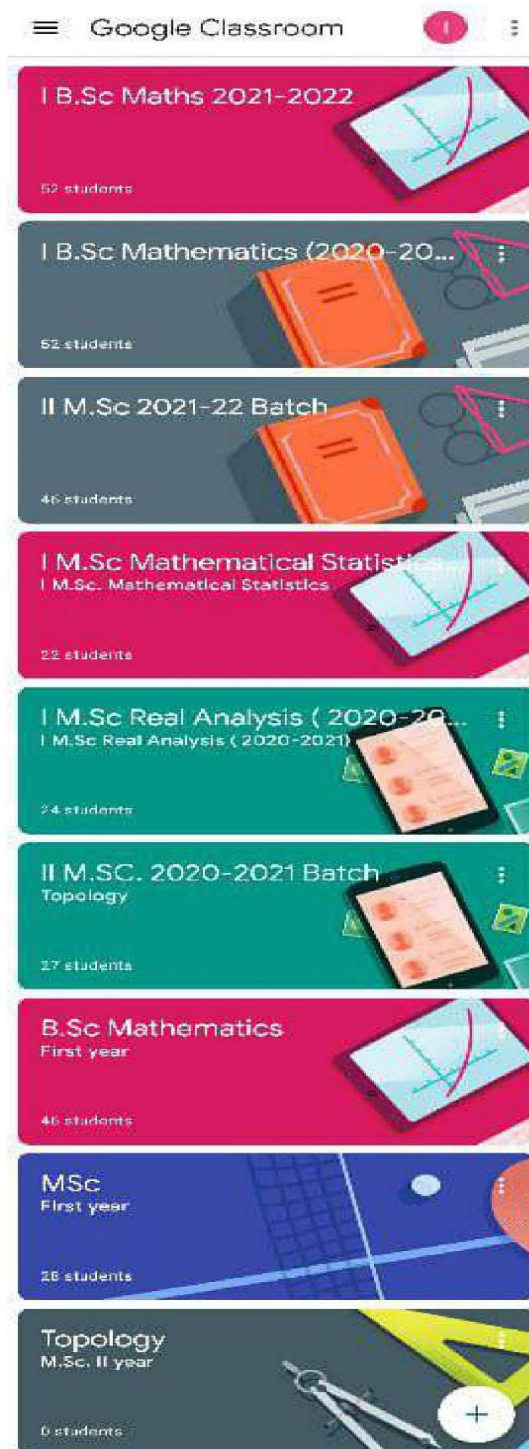 Google Classroom
I B.Sc Maths 2021-2022
52 students
I B.Sc Mathematics (2020-20...
52 students
II M.Sc 2021-22 Batch
46 students
I M.Sc Mathematical Statistics...
I M.Sc. Mathematical Statistics
22 students
I M.Sc Real Analysis ( 2020-20...
I M.Sc Real Analysis ( 2020-2021)
24 students
II M.SC. 2020-2021 Batch
Topology
27 students
B.Sc Mathematics
First year
46 students
MSc
First year
28 students
Topology
M.Sc. II year
0 students